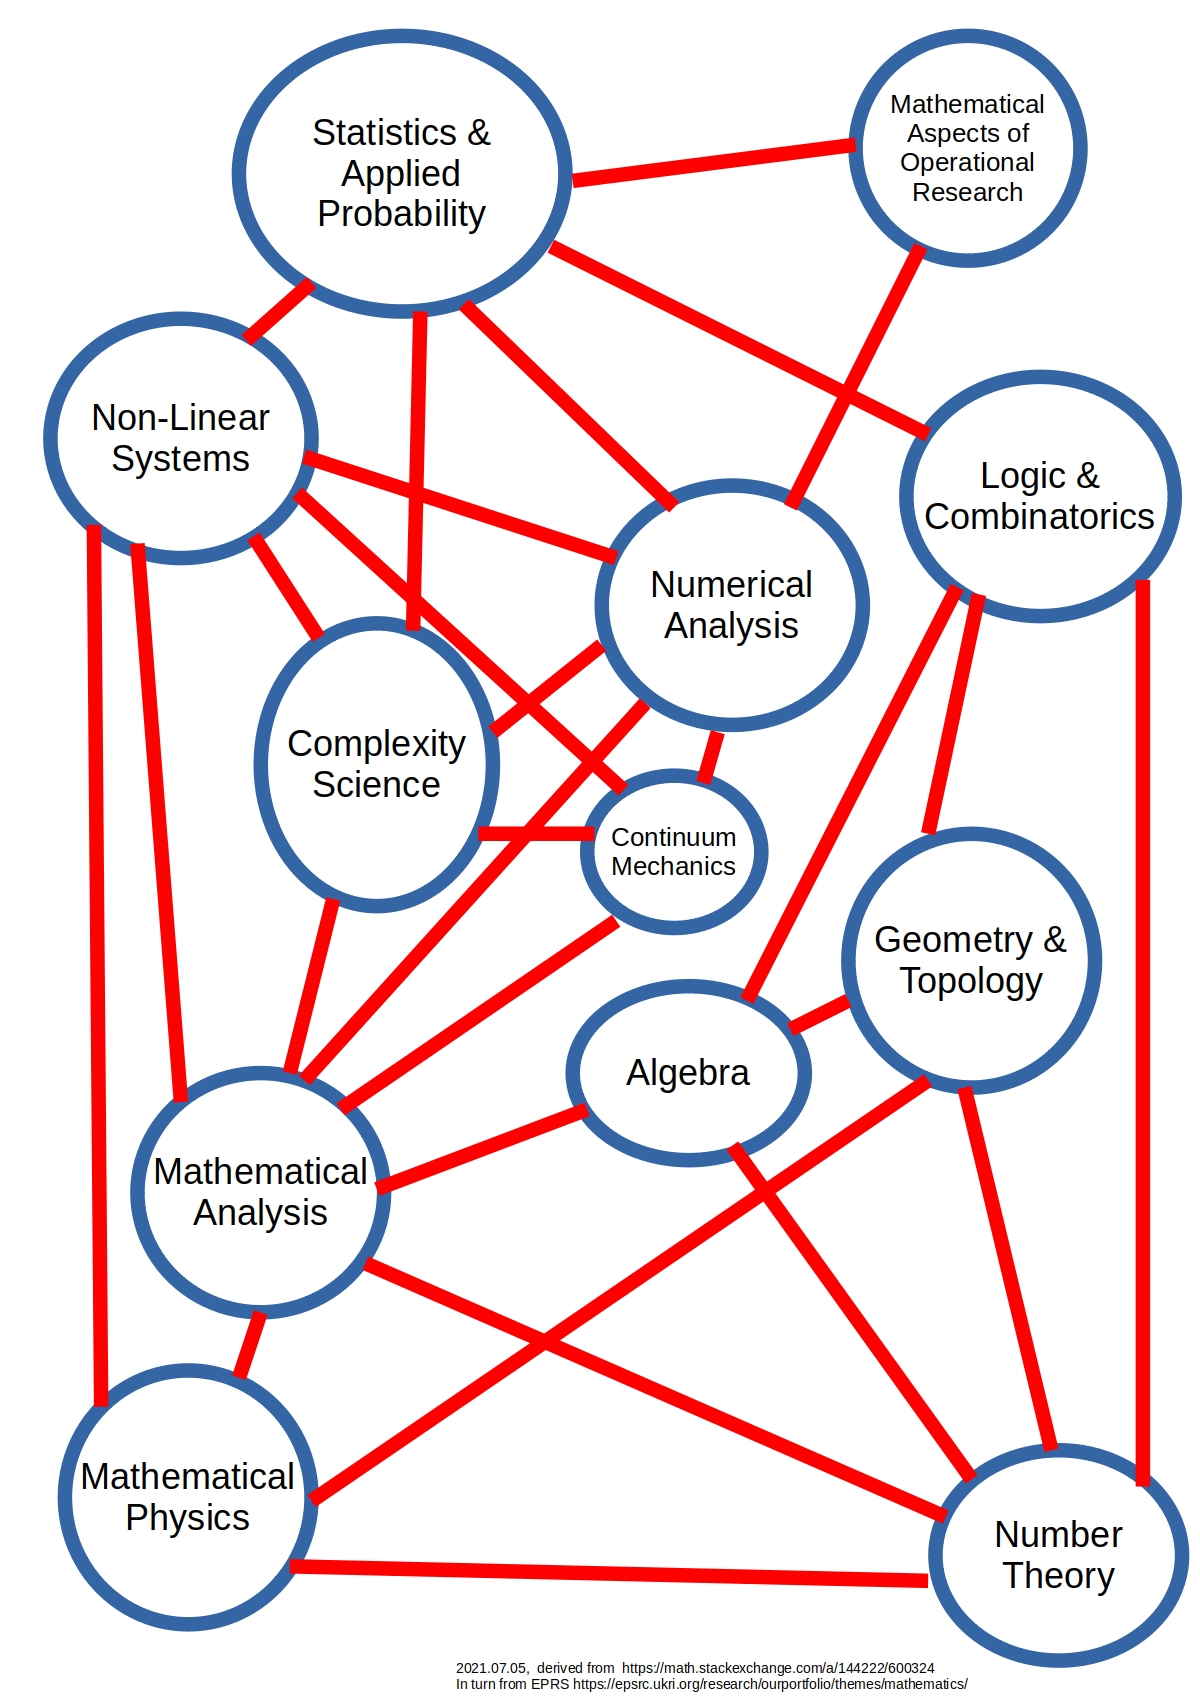 Statistics &
Applied
Probability
Mathematical
Aspects of
Operational
Research
Non-Linear
Systems
Logic &
Combinatorics
Numerical
Analysis
Complexity
Science
Continuum
Mechanics
Geometry &
Topology
Algebra
Mathematical
Analysis
Mathematical
Physics
Number
Theory
2021.07.05,  derived from  https://math.stackexchange.com/a/144222/600324
In turn from EPRS https://epsrc.ukri.org/research/ourportfolio/themes/mathematics/